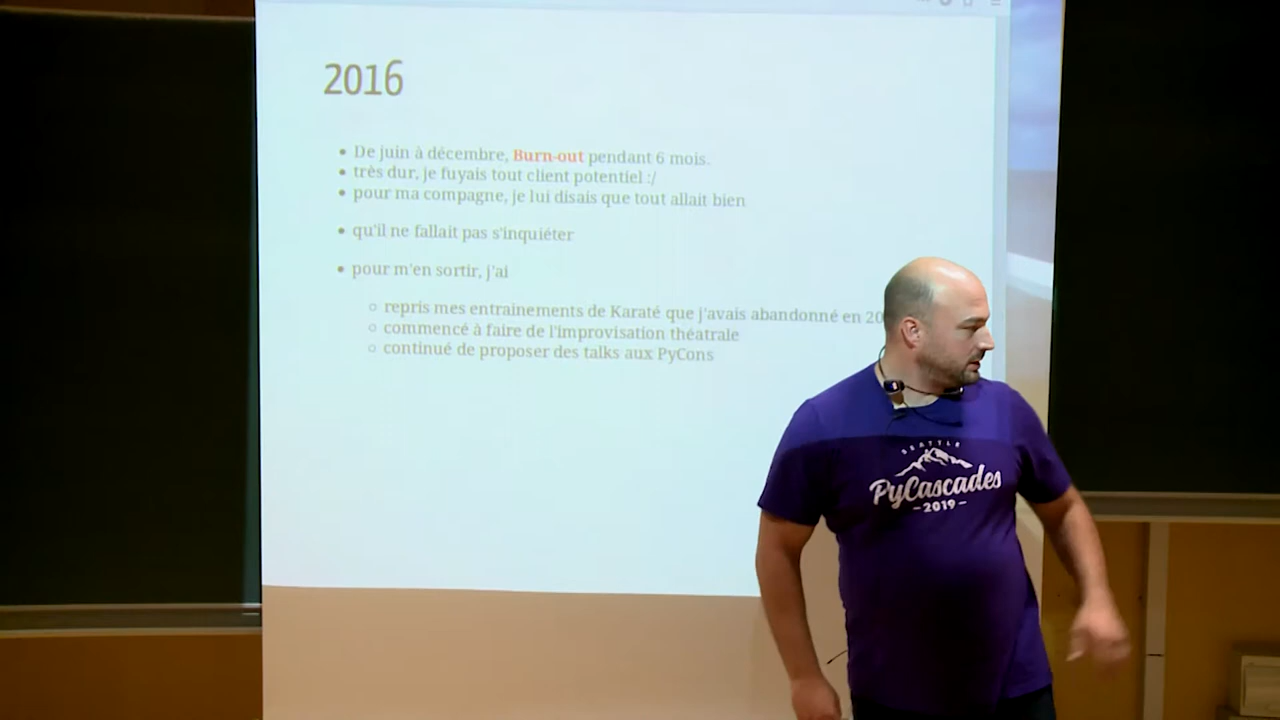 2016
De juin à décembre, Burn-out pendant 6 mois.
très dur, je fuyais tout client potentiel :/
pour ma compagne, je lui disais que tout allait bien
qu'il ne fallait pas s'inquiéter
pour m'en sortir, j'ai
repris mes entrainements de Karaté que j'avais abandonné en 20
commencé à faire de l'improvisation théatrale
continué de proposer des talks aux PyCons
SEATTLE
PyCascades
-2019-